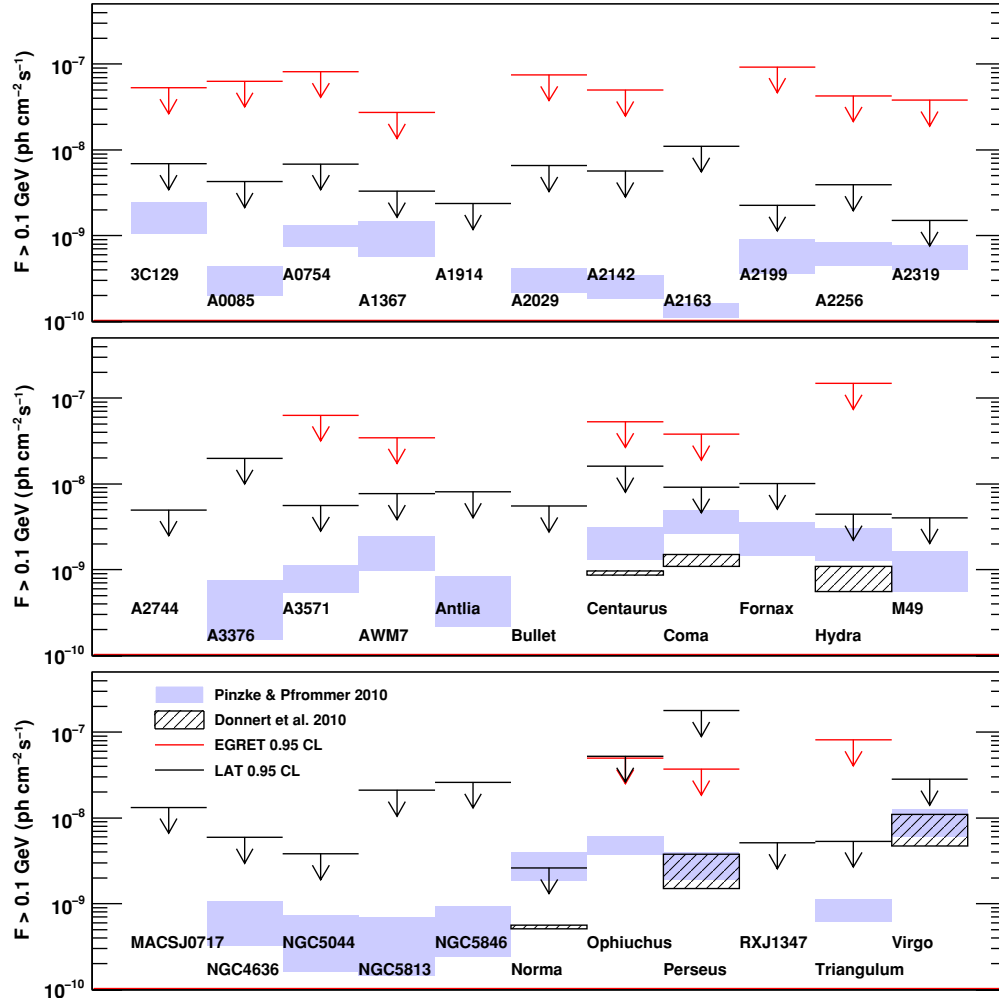 F > 0.1 GeV (ph cm⁻²s⁻¹)
10⁻⁷
10⁻⁸
10⁻⁹
10⁻¹⁰
3C129 A0754 A1914 A2142 A2199 A2319
A0085 A1367 A2029 A2163 A2256
F > 0.1 GeV (ph cm⁻²s⁻¹)
10⁻⁷
10⁻⁸
10⁻⁹
10⁻¹⁰
A2744 A3571 Antlia Centaurus Fornax M49
A3376 AWM7 Bullet Coma Hydra
F > 0.1 GeV (ph cm⁻²s⁻¹)
10⁻⁷
10⁻⁸
10⁻⁹
10⁻¹⁰
Pinzke & Pfrommer 2010
Donnert et al. 2010
EGRET 0.95 CL
LAT 0.95 CL
MACSJ0717 NGC5044 NGC5846 Ophiuchus RXJ1347 Virgo
NGC4636 NGC5813 Norma Perseus Triangulum